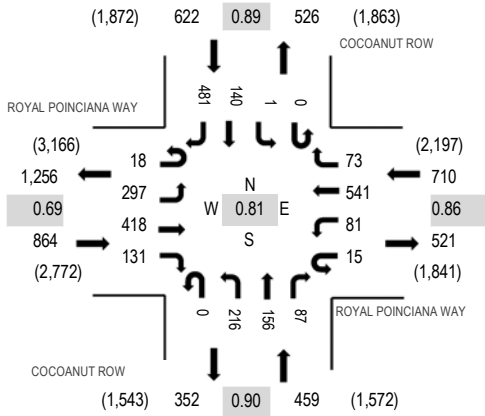 (1,872) 622 0.89 526 (1,863)
COCOANUT ROW
481 140 1 0
ROYAL POINCIANA WAY
(3,166) 18 73 (2,197)
1,256 297 N 541 710
0.69 W 0.81 E 0.86
864 418 S 81 521
(2,772) 131 15 (1,841)
0 216 156 87
ROYAL POINCIANA WAY
COCOANUT ROW
(1,543) 352 0.90 459 (1,572)